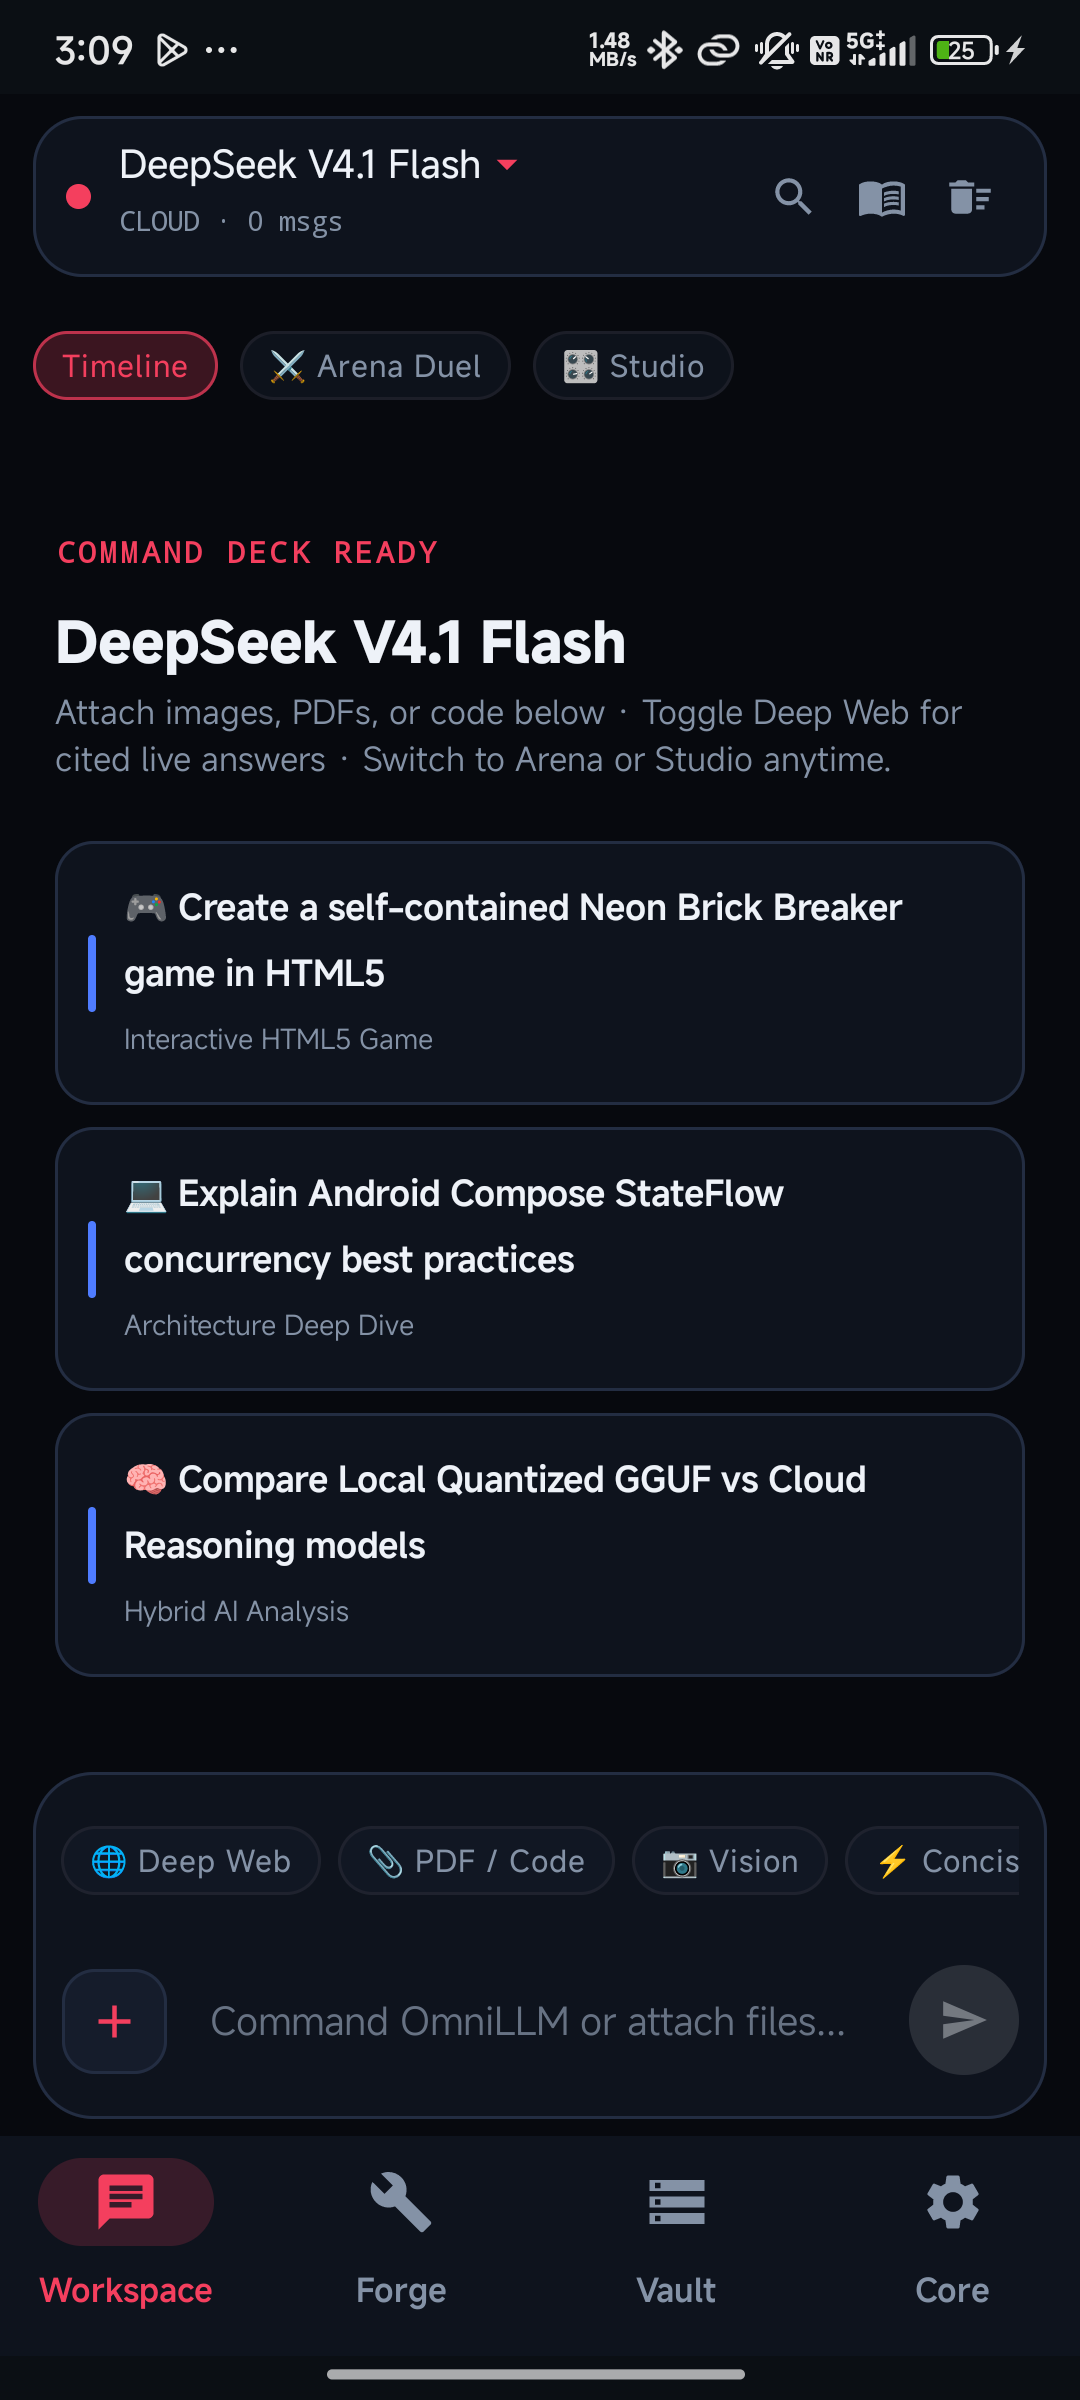 3:09
1.48
MB/s
Vo
NR
5G
25
DeepSeek V4.1 Flash
CLOUD · 0 msgs
Timeline
Arena Duel
Studio
COMMAND DECK READY
DeepSeek V4.1 Flash
Attach images, PDFs, or code below · Toggle Deep Web for
cited live answers · Switch to Arena or Studio anytime.
Create a self-contained Neon Brick Breaker
game in HTML5
Interactive HTML5 Game
Explain Android Compose StateFlow
concurrency best practices
Architecture Deep Dive
Compare Local Quantized GGUF vs Cloud
Reasoning models
Hybrid AI Analysis
Deep Web
PDF / Code
Vision
Concis
Command OmniLLM or attach files...
Workspace
Forge
Vault
Core